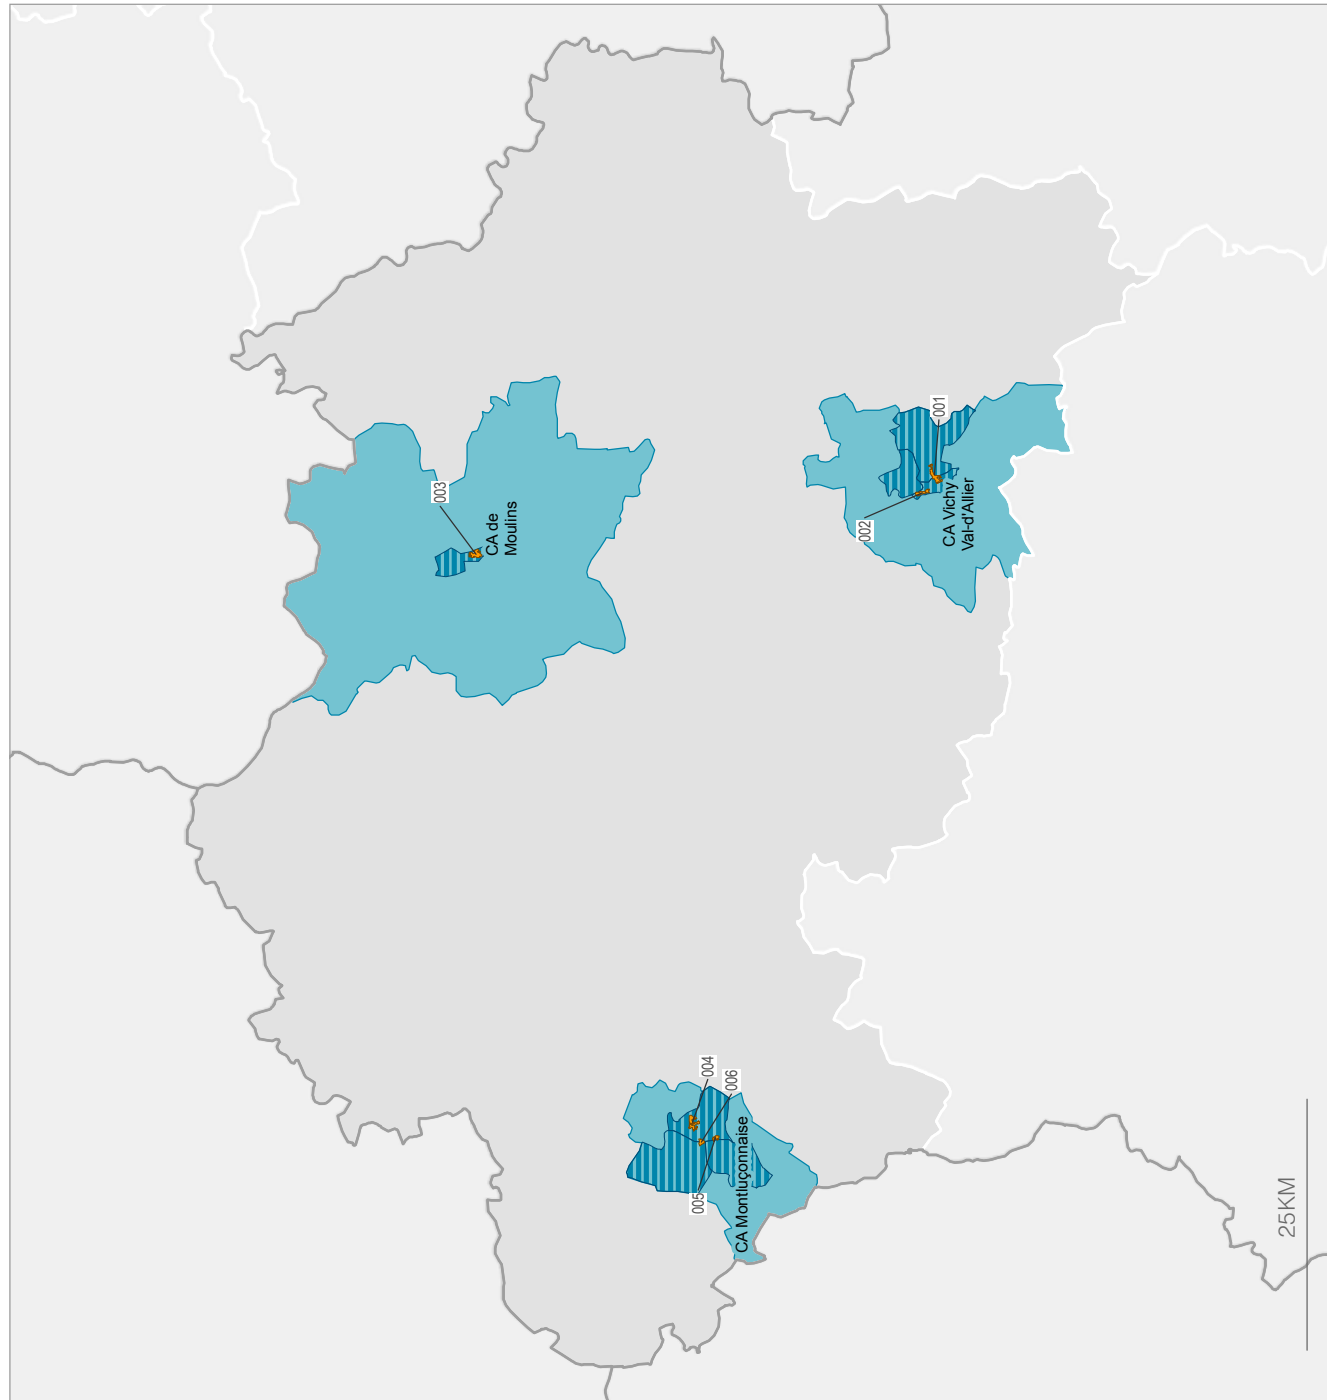 003
CA de
Moulins
001
002
CA Vichy
Val-d'Allier
004
006
005
CA Montluçonnaise
25KM